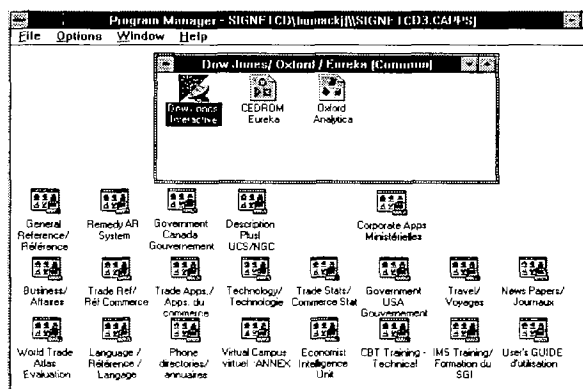 Program Manager - SIGNETCD\
File Options Window Help
Dow Jones/ Oxford / Eureka (Common)
Dow Jones
Interactive
CEDROM
Eureka
Oxford
Analytica
General
Reference/
Référence
Remedy AR
System
Government
Canada
Gouvernement
Description
Plus!
UCS/NGC
Corporate Apps
Ministérielles
Business/
Affaires
Trade Ref/
Réf Commerce
Trade Apps./
Apps. du
commerce
Technology/
Technologie
Trade Stats/
Commerce Stat
Government
USA
Gouvernement
Travel/
Voyages
News Papers/
Journaux
World Trade
Atlas
Evaluation
Language /
Référence /
Langage
Phone
directories/
annuaires
Virtual Campus
virtuel :ANNEX
Economist
Intelligence
Unit
CBT Training -
Technical
IMS Training/
Formation du
SGI
User's GUIDE
d'utilisation